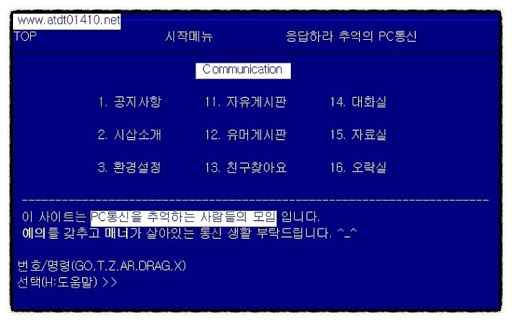 www.atdt01410.net
TOP 시작메뉴 응답하라 추억의 PC통신
Communication
1. 공지사항 11. 자유게시판 14. 대화실
2. 시삽소개 12. 유머게시판 15. 자료실
3. 환경설정 13. 친구찾아요 16. 오락실
이 사이트는 PC통신을 추억하는 사람들의 모임 입니다.
예의를 갖추고 매너가 살아있는 통신 생활 부탁드립니다. ^_^
번호/명령(GO,T,Z,AR,DRAG,X)
선택(H:도움말) >>